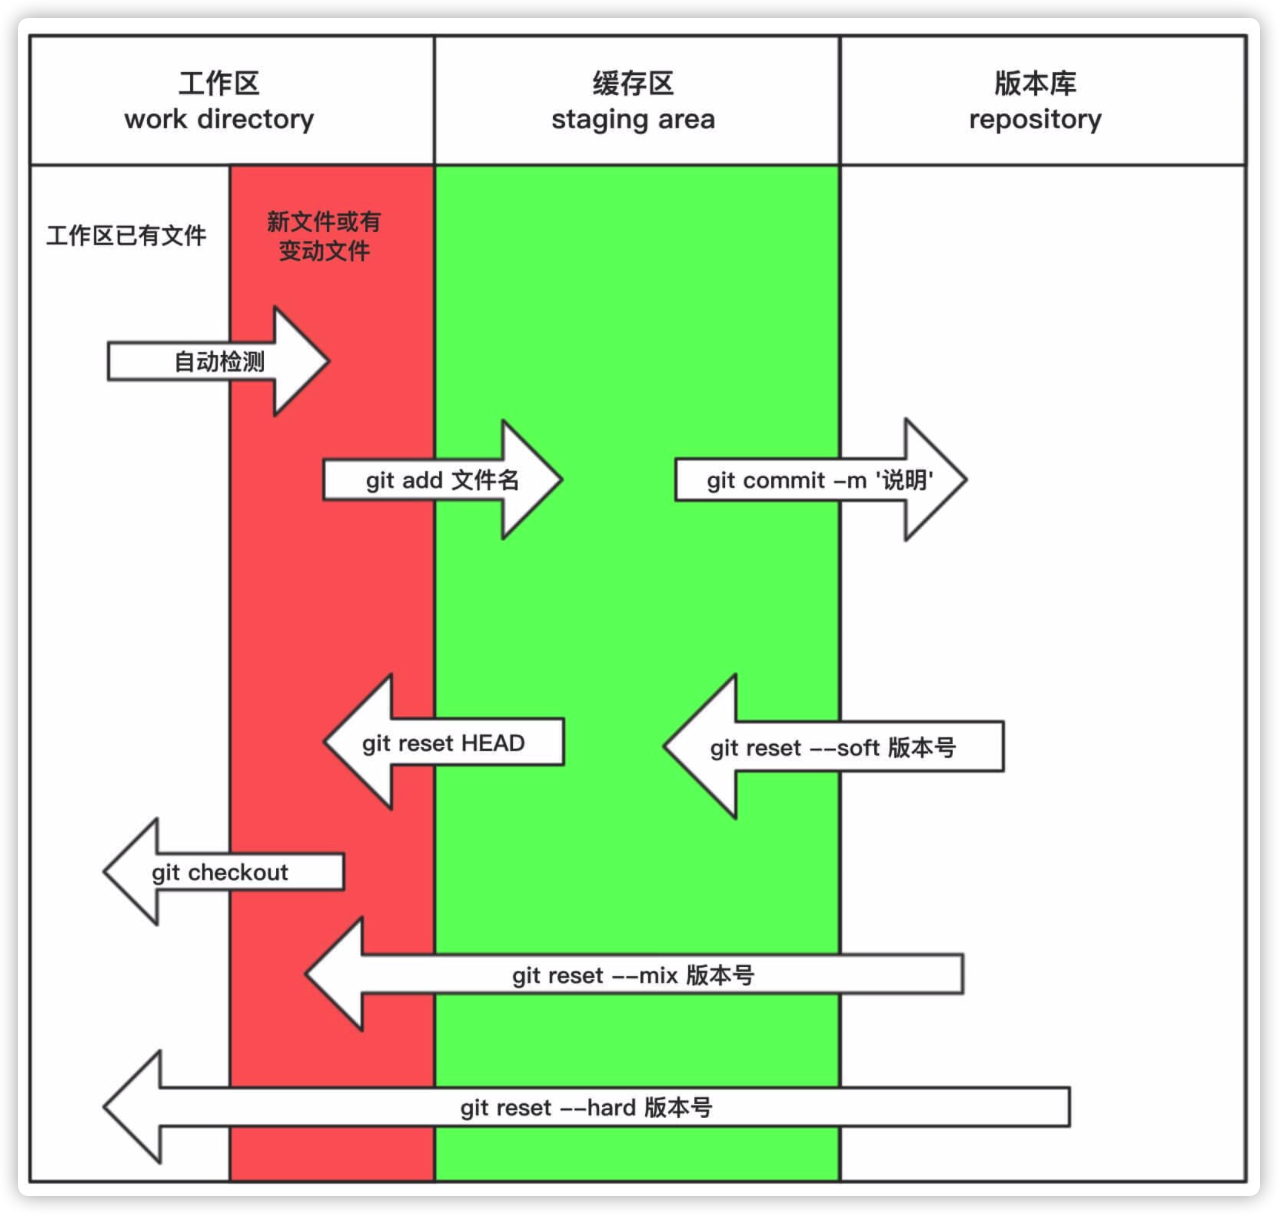 工作区
work directory
缓存区
staging area
版本库
repository
工作区已有文件
新文件或有
变动文件
自动检测
git add 文件名
git commit -m '说明'
git reset HEAD
git reset --soft 版本号
git checkout
git reset --mix 版本号
git reset --hard 版本号